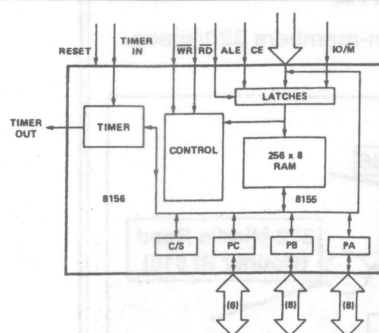 RESET
TIMER
IN
WR
RD
ALE
CE
IO/M
LATCHES
TIMER
OUT
TIMER
CONTROL
256 x 8
RAM
8156
8155
C/S
PC
PB
PA
(6)
(8)
(8)